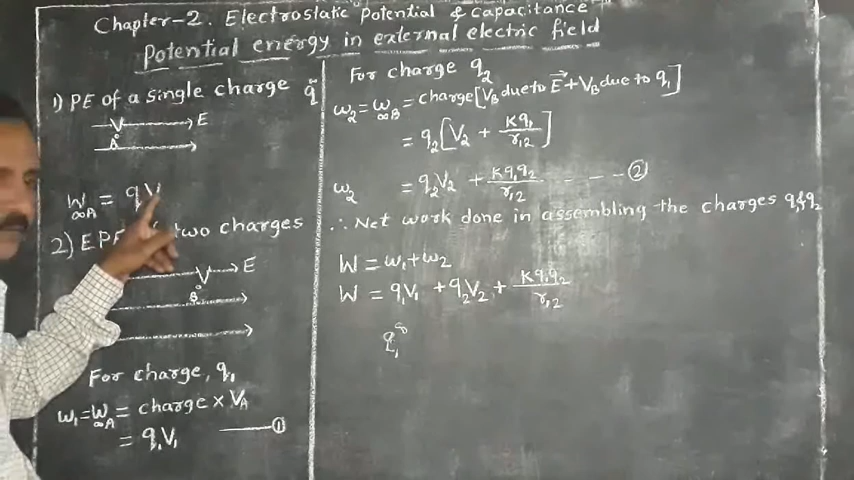 Chapter-2. Electrostatic Potential & Capacitance
Potential energy in external electric field
1) PE of a single charge q
V E
A
W∞A = qV
2) EPE two charges
V E
B
For charge, q₁
W₁ = W∞A = charge × VA
= q₁V₁ —— ①
For charge q₂
W₂ = W∞B = charge [VB due to E⃗ + VB due to q₁]
= q₂[V₂ + Kq₁/r₁₂]
W₂ = q₂V₂ + Kq₁q₂/r₁₂ - - - - ②
∴ Net work done in assembling the charges q₁ & q₂
W = W₁ + W₂
W = q₁V₁ + q₂V₂ + Kq₁q₂/r₁₂